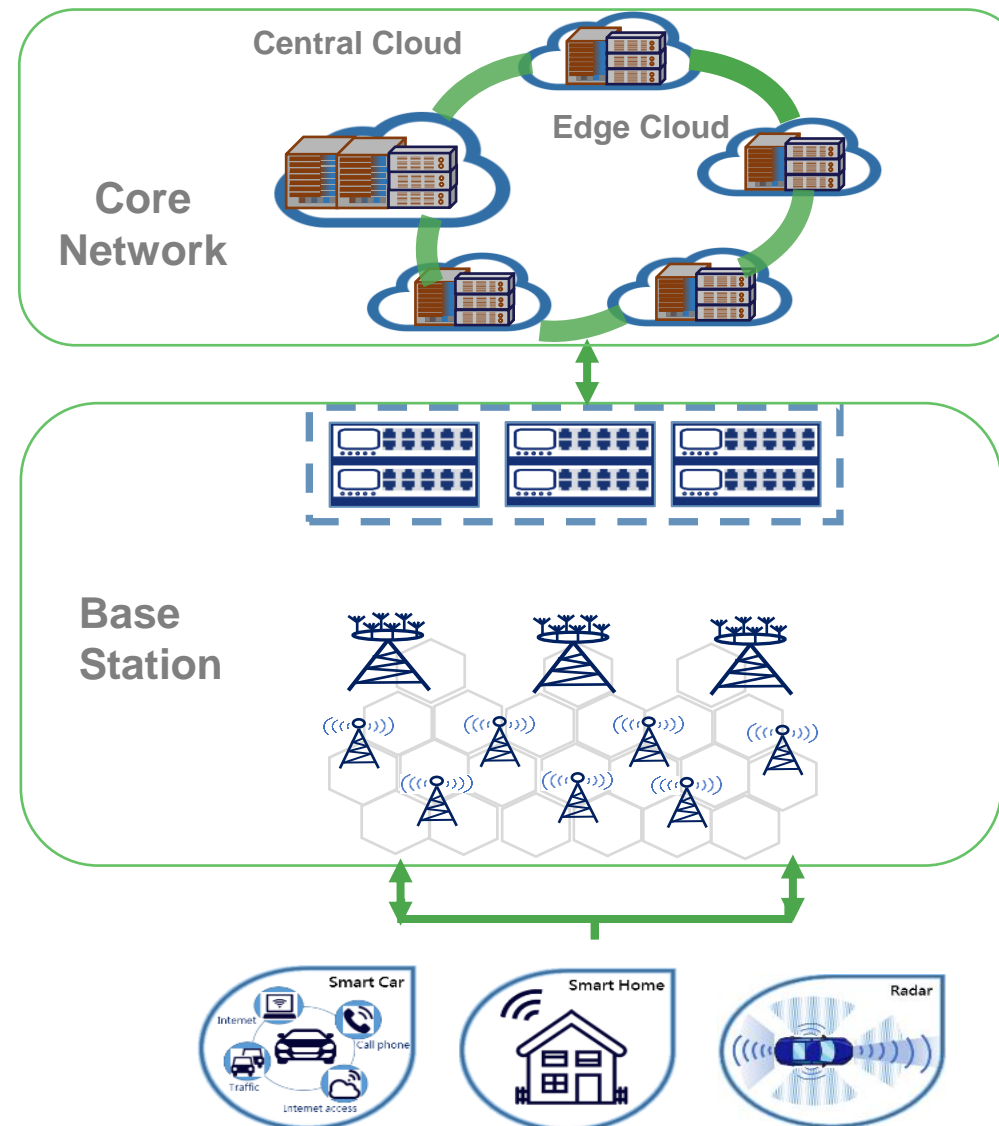 Central Cloud
Edge Cloud
Core
Network
Base
Station
Smart Car
Internet
Call phone
Traffic
Internet access
Smart Home
Radar